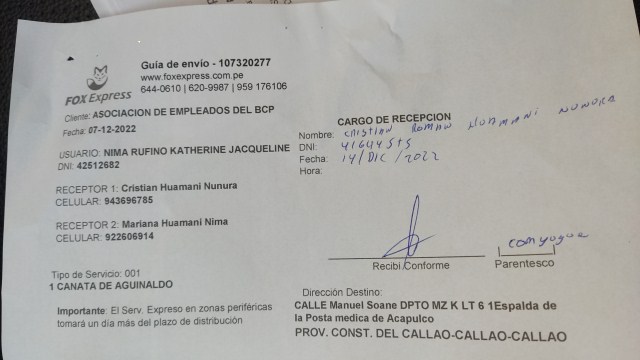 Guía de envio - 107320277
www.foxexpress.com.pe
644-0610 | 620-9987 | 959 176106
FOX Express
Cliente: ASOCIACION DE EMPLEADOS DEL BCP
Fecha: 07-12-2022
USUARIO: NIMA RUFINO KATHERINE JACQUELINE
DNI: 42512682
RECEPTOR 1: Cristian Huamani Nunura
CELULAR: 943696785
RECEPTOR 2: Mariana Huamani Nima
CELULAR: 922606914
Tipo de Servicio: 001
1 CANATA DE AGUINALDO
Importante: El Serv. Expreso en zonas periféricas
tomará un día más del plazo de distribución
CARGO DE RECEPCION
Nombre: CRISTIAN ROMAN HUAMANI NUNURA
DNI:
Fecha: 14/DIC/2022
Hora:
conyugue
Recibi Conforme Parentesco
Dirección Destino:
CALLE Manuel Soane DPTO MZ K LT 6 1Espalda de
la Posta medica de Acapulco
PROV. CONST. DEL CALLAO-CALLAO-CALLAO